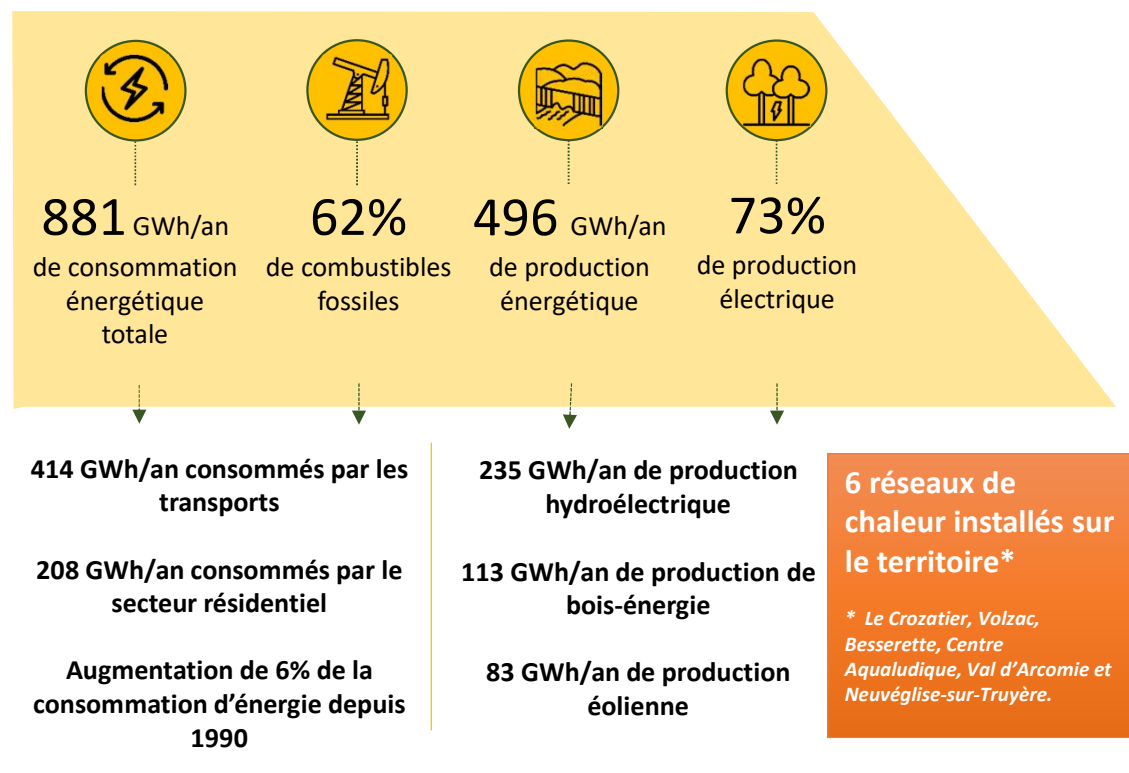 881 GWh/an
de consommation
énergétique
totale
62%
de combustibles
fossiles
496 GWh/an
de production
énergétique
73%
de production
électrique
414 GWh/an consommés par les
transports
208 GWh/an consommés par le
secteur résidentiel
Augmentation de 6% de la
consommation d’énergie depuis
1990
235 GWh/an de production
hydroélectrique
113 GWh/an de production de
bois-énergie
83 GWh/an de production
éolienne
6 réseaux de
chaleur installés sur
le territoire*
* Le Crozatier, Volzac,
Besserette, Centre
Aqualudique, Val d’Arcomie et
Neuvéglise-sur-Truyère.